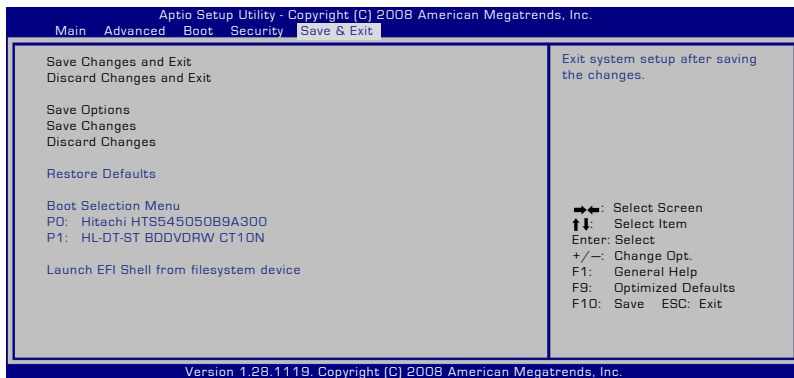 Aptio Setup Utility - Copyright (C) 2008 American Megatrends, Inc.
Main Advanced Boot Security Save & Exit
Save Changes and Exit
Discard Changes and Exit
Save Options
Save Changes
Discard Changes
Restore Defaults
Boot Selection Menu
P0: Hitachi HTS545050B9A300
P1: HL-DT-ST BDDVDRW CT10N
Launch EFI Shell from filesystem device
Exit system setup after saving
the changes.
→←: Select Screen
↑↓: Select Item
Enter: Select
+/—: Change Opt.
F1: General Help
F9: Optimized Defaults
F10: Save ESC: Exit
Version 1.28.1119. Copyright (C) 2008 American Megatrends, Inc.